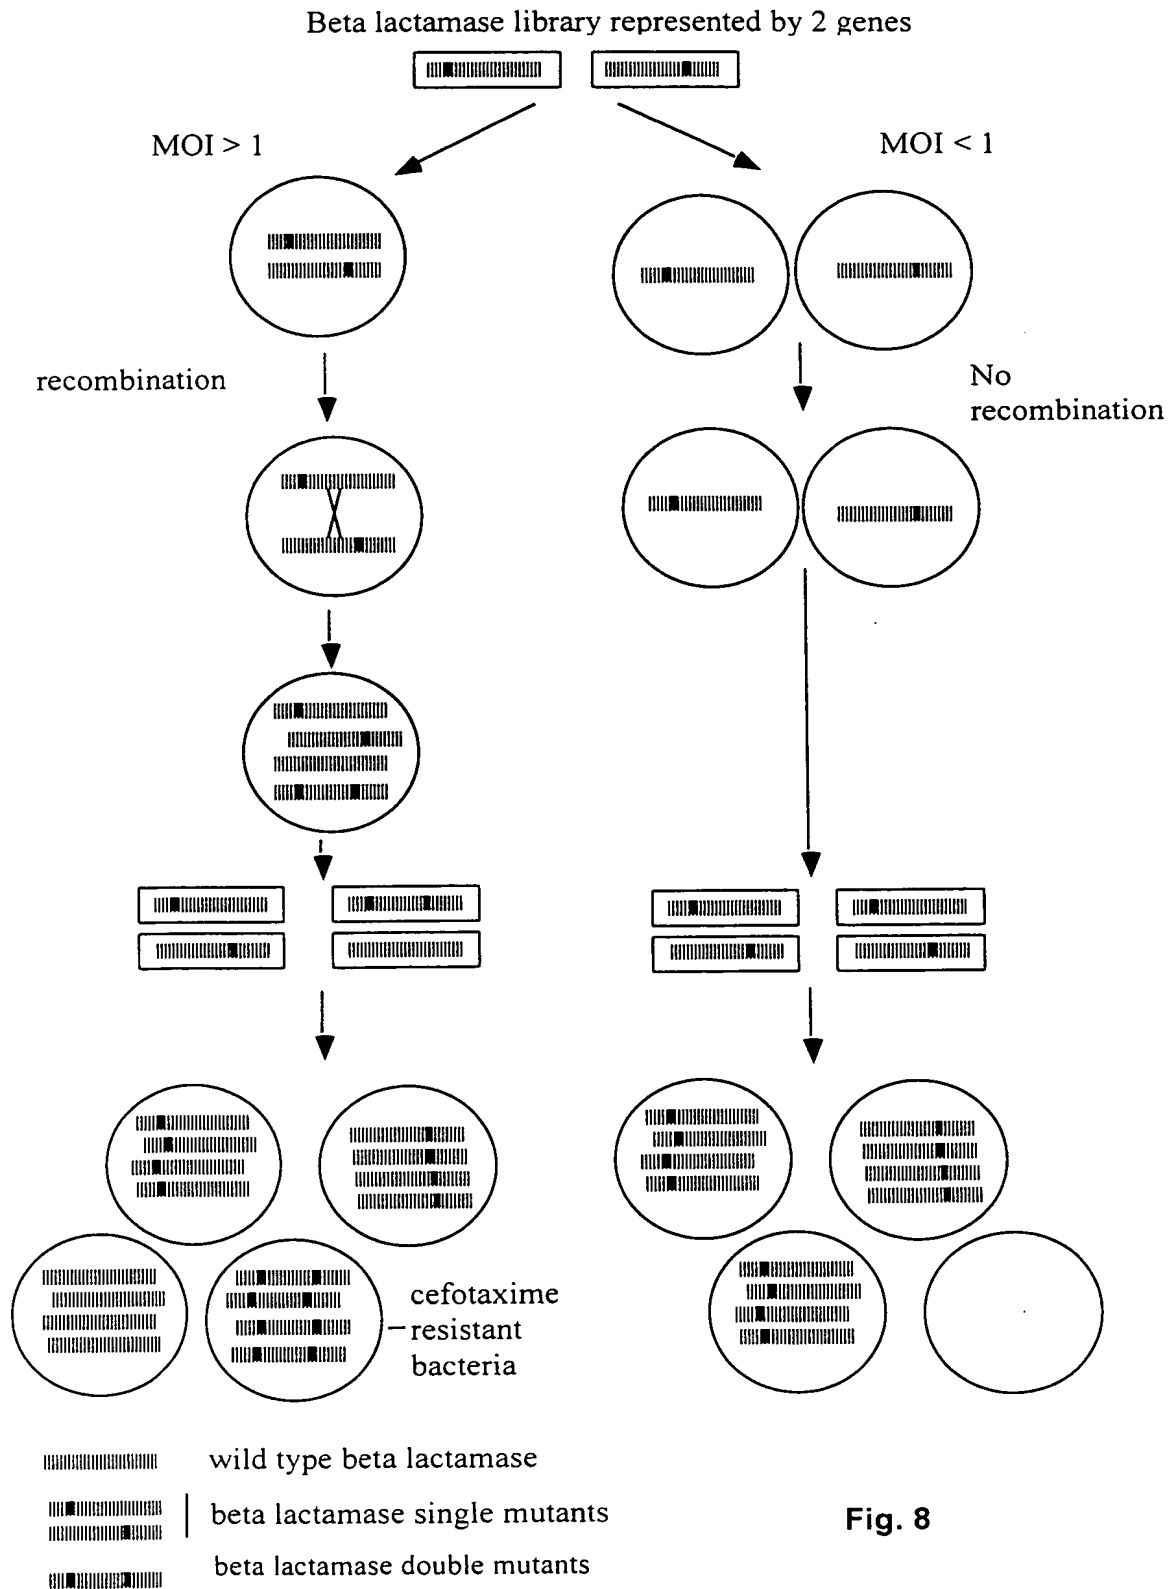 Beta lactamase library represented by 2 genes
MOI > 1
MOI < 1
recombination
No
recombination
cefotaxime
resistant
bacteria
wild type beta lactamase
beta lactamase single mutants
beta lactamase double mutants
Fig. 8